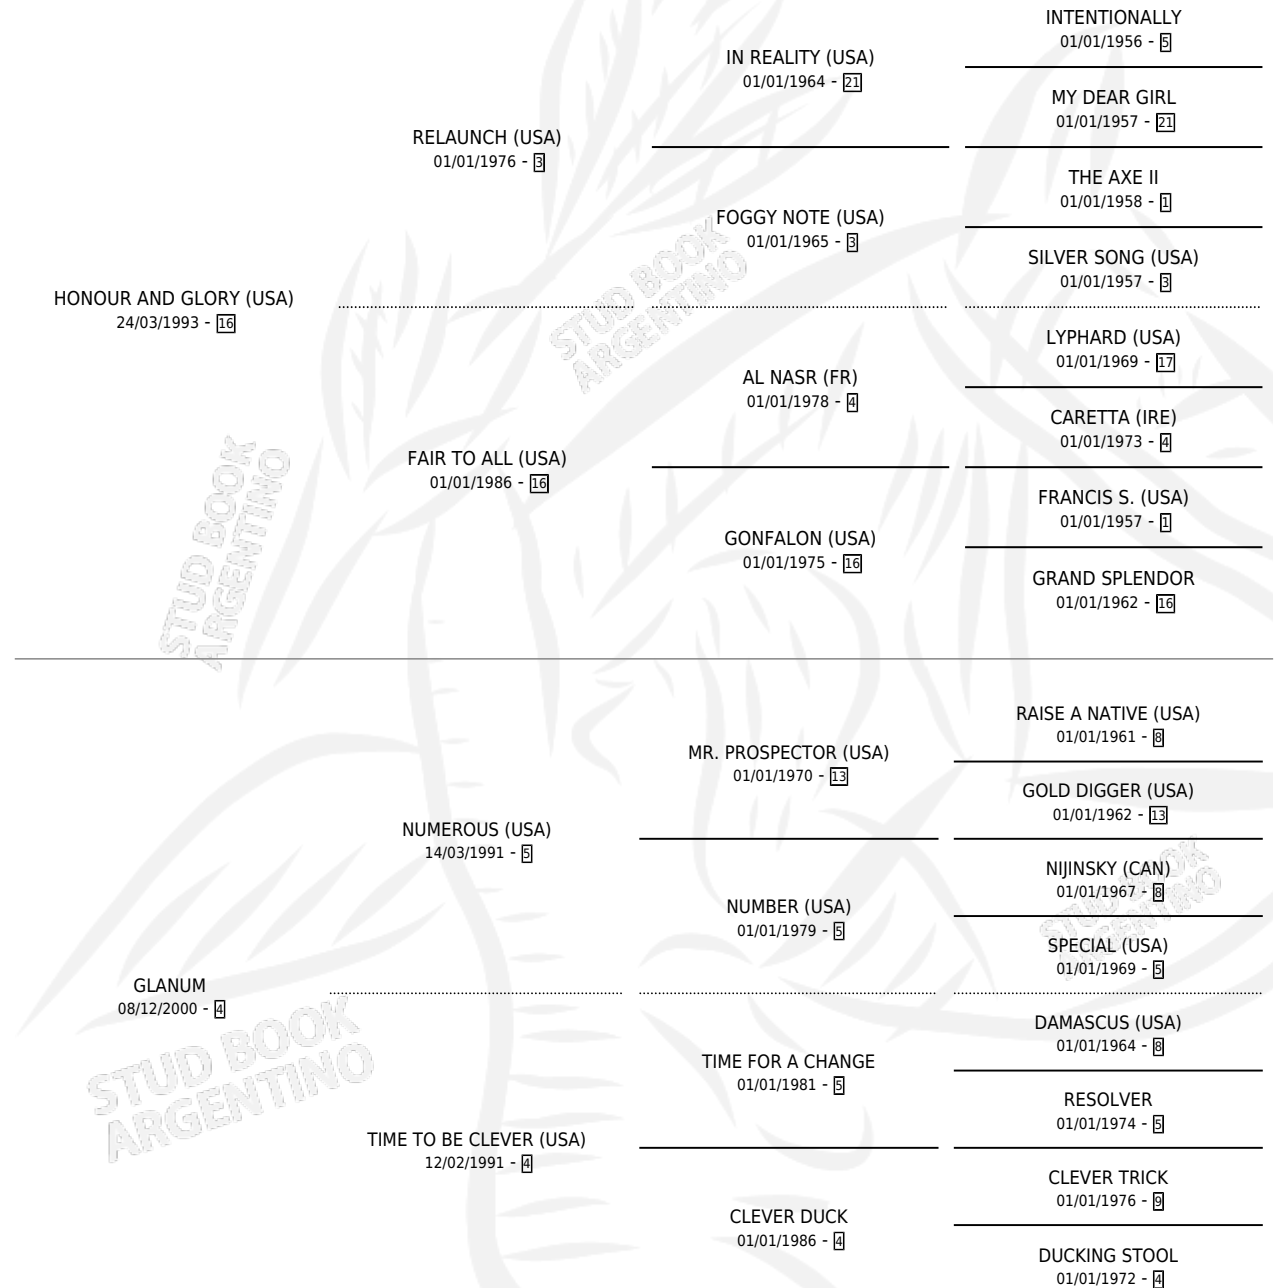 INTENTIONALLY
01/01/1956 - 5
IN REALITY (USA)
01/01/1964 - 21
MY DEAR GIRL
01/01/1957 - 21
RELAUNCH (USA)
01/01/1976 - 3
THE AXE II
01/01/1958 - 1
FOGGY NOTE (USA)
01/01/1965 - 3
SILVER SONG (USA)
01/01/1957 - 3
HONOUR AND GLORY (USA)
24/03/1993 - 16
LYPHARD (USA)
01/01/1969 - 17
AL NASR (FR)
01/01/1978 - 4
CARETTA (IRE)
01/01/1973 - 4
FAIR TO ALL (USA)
01/01/1986 - 16
FRANCIS S. (USA)
01/01/1957 - 1
GONFALON (USA)
01/01/1975 - 16
GRAND SPLENDOR
01/01/1962 - 16
RAISE A NATIVE (USA)
01/01/1961 - 8
MR. PROSPECTOR (USA)
01/01/1970 - 13
GOLD DIGGER (USA)
01/01/1962 - 13
NUMEROUS (USA)
14/03/1991 - 5
NIJINSKY (CAN)
01/01/1967 - 8
NUMBER (USA)
01/01/1979 - 5
SPECIAL (USA)
01/01/1969 - 5
GLANUM
08/12/2000 - 4
DAMASCUS (USA)
01/01/1964 - 8
TIME FOR A CHANGE
01/01/1981 - 5
RESOLVER
01/01/1974 - 5
TIME TO BE CLEVER (USA)
12/02/1991 - 4
CLEVER TRICK
01/01/1976 - 9
CLEVER DUCK
01/01/1986 - 4
DUCKING STOOL
01/01/1972 - 4
STUD BOOK
ARGENTINO
STUD BOOK
ARGENTINO
STUD BOOK
ARGENTINO
STUD BOOK
ARGENTINO